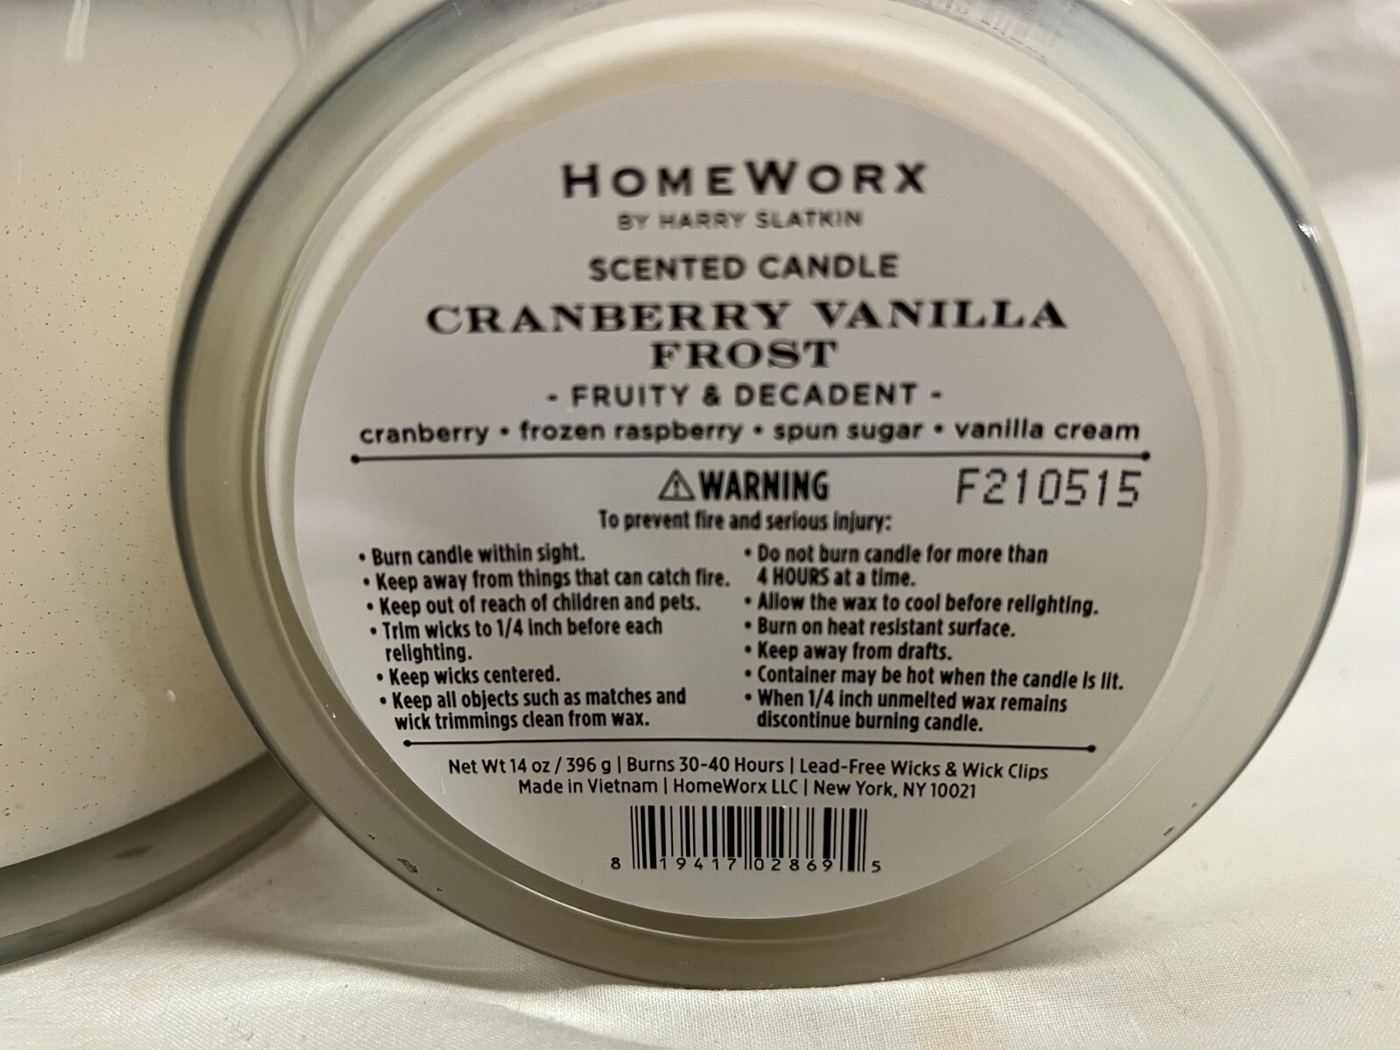 HOMEWORX
BY HARRY SLATKIN
SCENTED CANDLE
CRANBERRY VANILLA
FROST
- FRUITY & DECADENT -
cranberry • frozen raspberry • spun sugar • vanilla cream
⚠WARNING
F210515
To prevent fire and serious injury:
• Burn candle within sight.
• Keep away from things that can catch fire.
• Keep out of reach of children and pets.
• Trim wicks to 1/4 inch before each
relighting.
• Keep wicks centered.
• Keep all objects such as matches and
wick trimmings clean from wax.
• Do not burn candle for more than
4 HOURS at a time.
• Allow the wax to cool before relighting.
• Burn on heat resistant surface.
• Keep away from drafts.
• Container may be hot when the candle is lit.
• When 1/4 inch unmelted wax remains
discontinue burning candle.
Net Wt 14 oz / 396 g | Burns 30-40 Hours | Lead-Free Wicks & Wick Clips
Made in Vietnam | HomeWorx LLC | New York, NY 10021
8 19417 02869 5